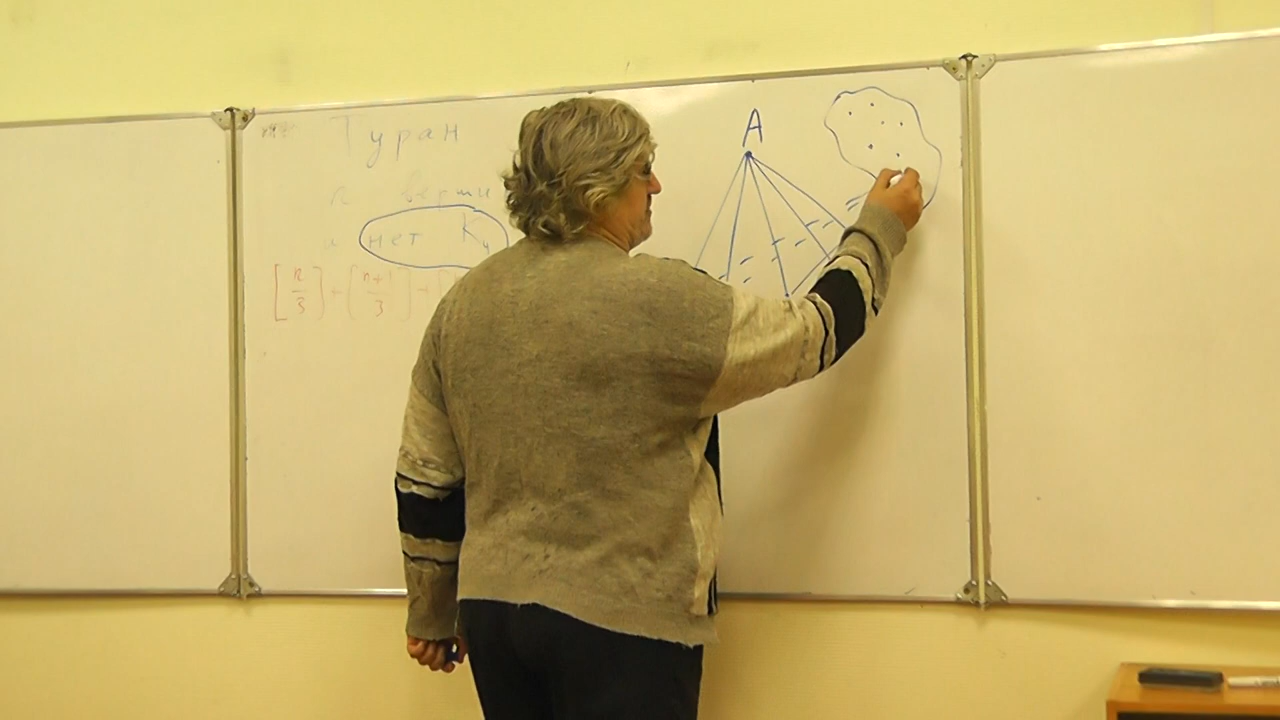 Туран
n верши
и нет K₄
[n/3] + [n+1/3] + [
A